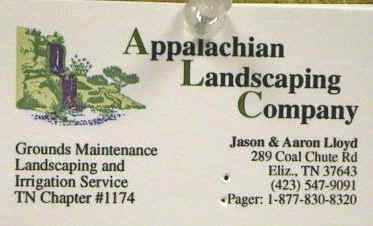 Appalachian
Landscaping
Company
Grounds Maintenance
Landscaping and
Irrigation Service
TN Chapter #1174
Jason & Aaron Lloyd
289 Coal Chute Rd
Eliz., TN 37643
(423) 547-9091
Pager: 1-877-830-8320